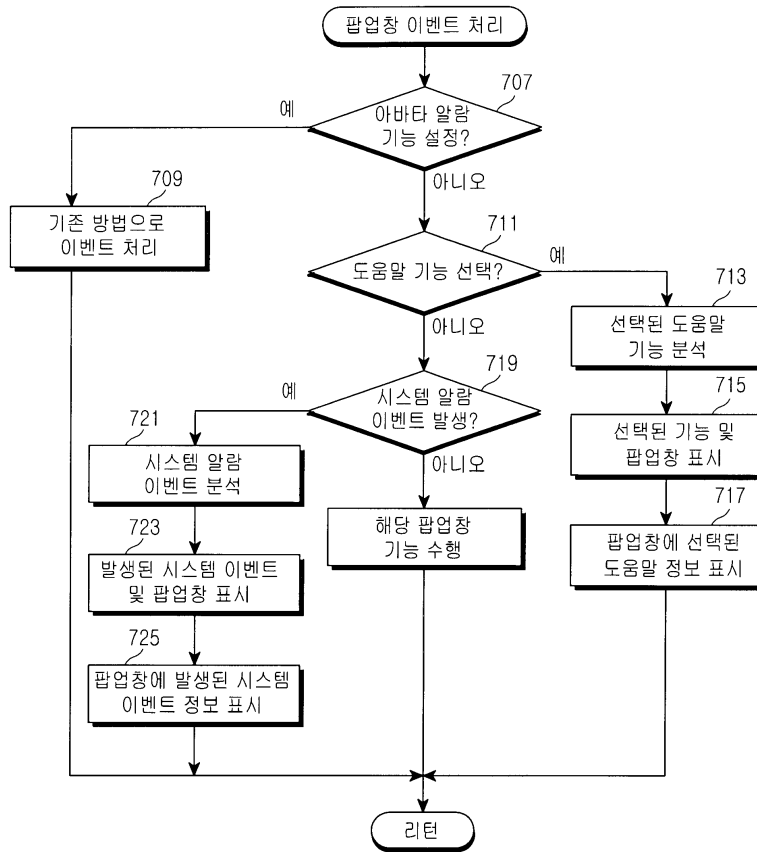 팝업창 이벤트 처리
707
예
아바타 알람
기능 설정?
아니오
709
기존 방법으로
이벤트 처리
711
도움말 기능 선택?
예
아니오
713
선택된 도움말
기능 분석
719
예
시스템 알람
이벤트 발생?
아니오
715
선택된 기능 및
팝업창 표시
721
시스템 알람
이벤트 분석
해당 팝업창
기능 수행
717
팝업창에 선택된
도움말 정보 표시
723
발생된 시스템 이벤트
및 팝업창 표시
725
팝업창에 발생된 시스템
이벤트 정보 표시
리턴